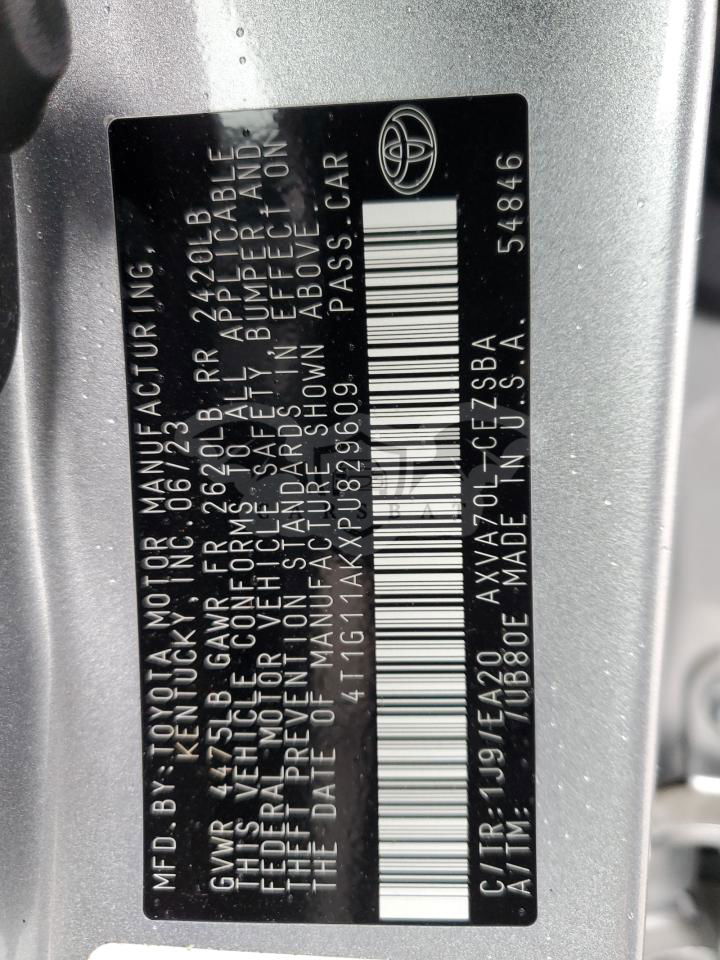 MFD.BY:TOYOTA MOTOR MANUFACTURING,
KENTUCKY, INC.06/23
GVWR 4475LB GAWR FR 2620LB RR 2420LB
THIS VEHICLE CONFORMS TO ALL APPLICABLE
FEDERAL MOTOR VEHICLE SAFETY, BUMPER,AND
THEFT PREVENTION STANDARDS IN EFFECT ON
THE DATE OF MANUFACTURE SHOWN ABOVE.
4T1G11AKXPU829609 PASS.CAR
C/TR:1J9/EA20 AXVA70L-CEZSBA
A/TM: /UB80E MADE IN U.S.A. 54846